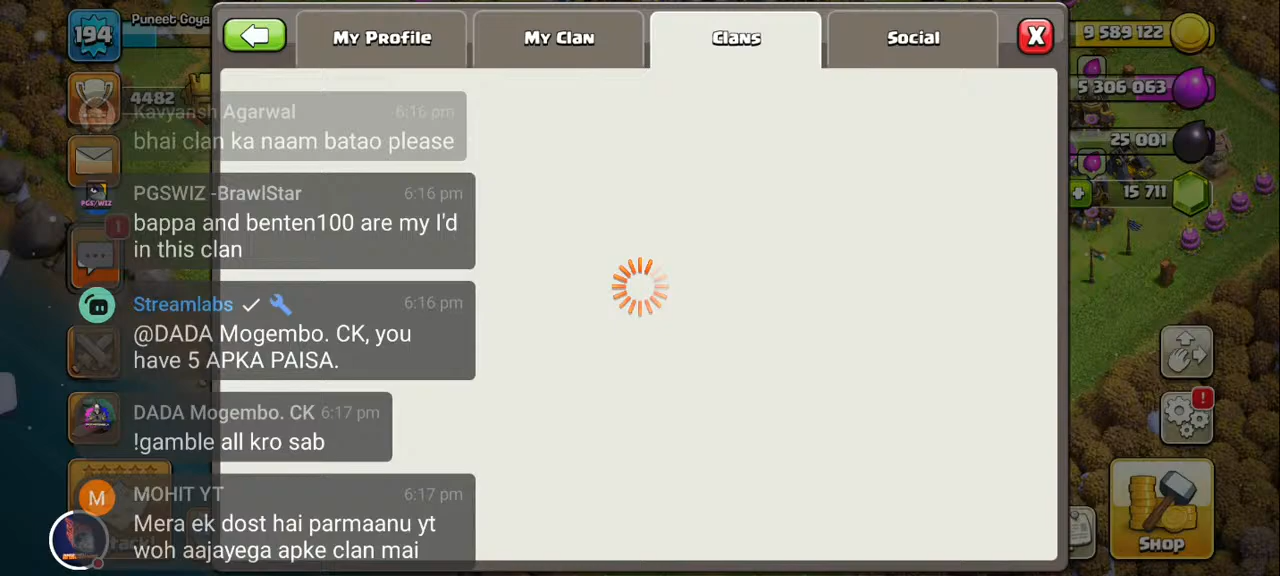 194
Puneet Goya
My Profile
My Clan
Clans
Social
X
9 589 122
4482
5 306 063
25 001
15 711
Kavyansh Agarwal 6:16 pm
bhai clan ka naam batao please
PGSWIZ -BrawlStar 6:16 pm
bappa and benten100 are my I'd
in this clan
1
Streamlabs 6:16 pm
@DADA Mogembo. CK, you
have 5 APKA PAISA.
DADA Mogembo. CK 6:17 pm
!gamble all kro sab
M
MOHIT YT 6:17 pm
Mera ek dost hai parmaanu yt
woh aajayega apke clan mai
!
Shop